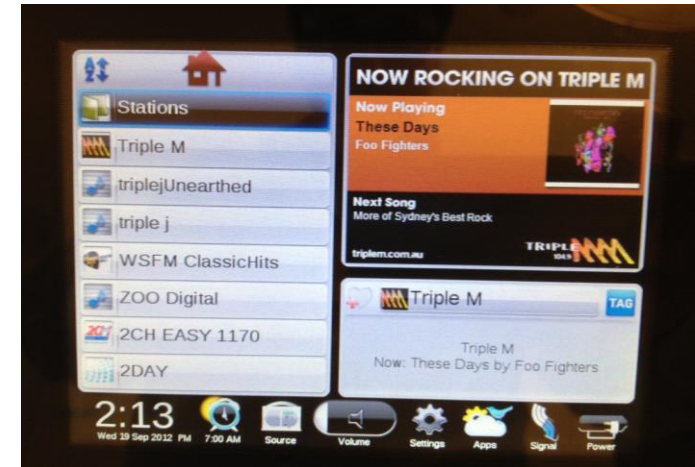 A Z
Stations
Triple M
triplejUnearthed
triple j
WSFM ClassicHits
ZOO Digital
2CH EASY 1170
2DAY
NOW ROCKING ON TRIPLE M
Now Playing
These Days
Foo Fighters
Next Song
More of Sydney's Best Rock
triplem.com.au
TRIPLE
104.9
Triple M
TAG
Triple M
Now: These Days by Foo Fighters
2:13
Wed 19 Sep 2012 PM
7:00 AM
Source
Volume
Settings
Apps
Signal
Power